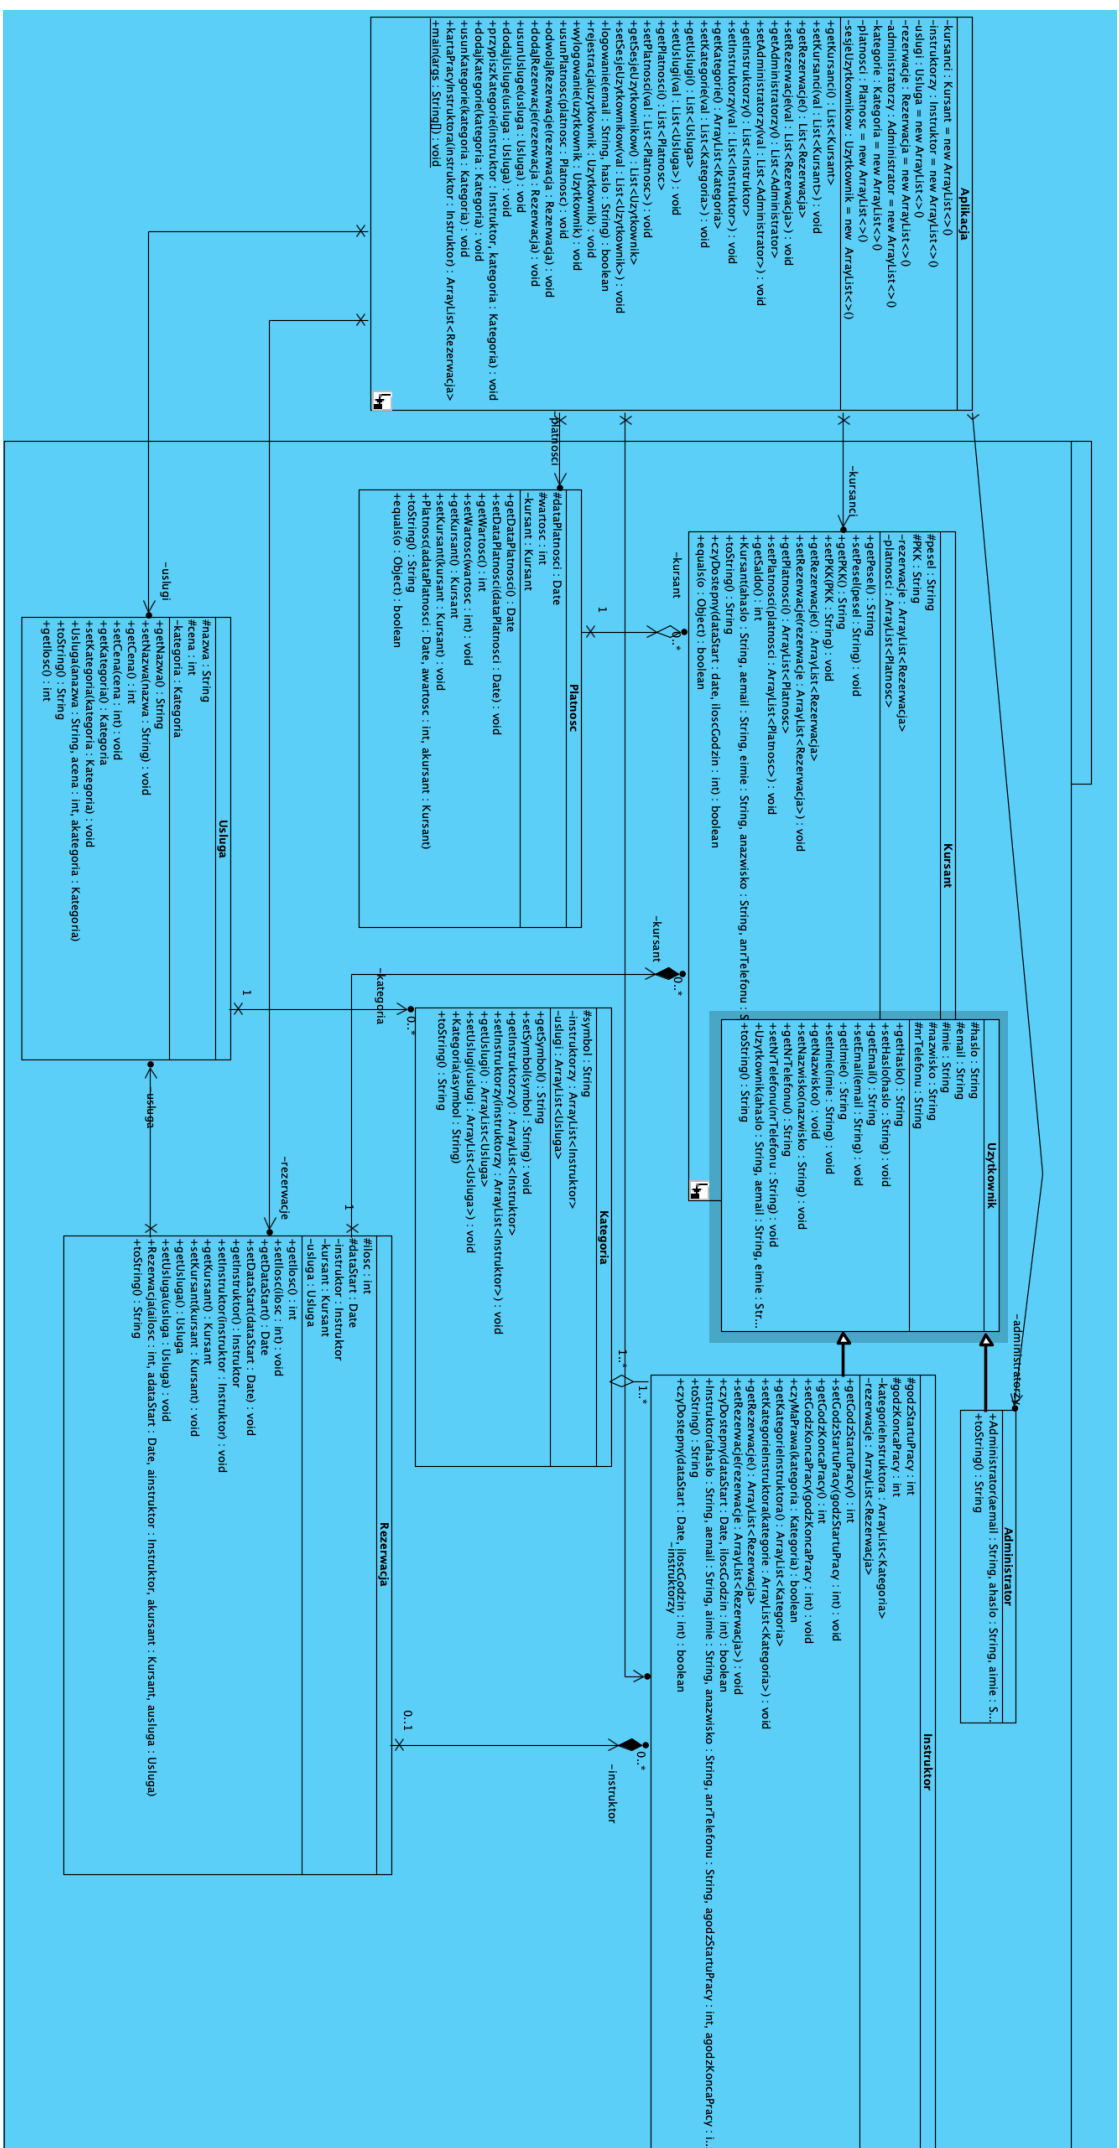 Aplikacja
-kursanci : Kursant = new ArrayList<>()
-instruktorzy : Instruktor = new ArrayList<>()
-uslugi : Usluga = new ArrayList<>()
-rezerwacje : Rezerwacja = new ArrayList<>()
-administratorzy : Administrator = new ArrayList<>()
-kategorie : Kategoria = new ArrayList<>()
-platnosci : Platnosc = new ArrayList<>()
-sesjeUzytkownikow : Uzytkownik = new ArrayList<>()
+getKursanci() : List<Kursant>
+setKursanci(val : List<Kursant>) : void
+getRezerwacje() : List<Rezerwacja>
+setRezerwacje(val : List<Rezerwacja>) : void
+getAdministratorzy() : List<Administrator>
+setAdministratorzy(val : List<Administrator>) : void
+getInstruktorzy() : List<Instruktor>
+setInstruktorzy(val : List<Instruktor>) : void
+getKategorie() : ArrayList<Kategoria>
+setKategorie(val : List<Kategoria>) : void
+getUslugi() : List<Usluga>
+setUslugi(val : List<Usluga>) : void
+getPlatnosci() : List<Platnosc>
+setPlatnosci(val : List<Platnosc>) : void
+getSesjeUzytkownikow() : List<Uzytkownik>
+setSesjeUzytkownikow(val : List<Uzytkownik>) : void
+logowanie(email : String, haslo : String) : boolean
+rejestracja(uzytkownik : Uzytkownik) : void
+wylogowanie(uzytkownik : Uzytkownik) : void
+usunPlatnosc(platnosc : Platnosc) : void
+odwolajRezerwacje(rezerwacja : Rezerwacja) : void
+dodajRezerwacje(rezerwacja : Rezerwacja) : void
+usunUsluge(usluga : Usluga) : void
+dodajUsluge(usluga : Usluga) : void
+przypiszKategorie(instruktor : Instruktor, kategoria : Kategoria) : void
+dodajKategorie(kategoria : Kategoria) : void
+usunKategorie(kategoria : Kategoria) : void
+kartaPracyInstruktora(instruktor : Instruktor) : ArrayList<Rezerwacja>
+main(args : String[]) : void
-administratorzy
-kursanci
-platnosci
-uslugi
-rezerwacje
-kursant
1
0..*
Kursant
#pesel : String
#PKK : String
-rezerwacje : ArrayList<Rezerwacja>
-platnosci : ArrayList<Platnosc>
+getPesel() : String
+setPesel(pesel : String) : void
+getPKK() : String
+setPKK(PKK : String) : void
+getRezerwacje() : ArrayList<Rezerwacja>
+setRezerwacje(rezerwacje : ArrayList<Rezerwacja>) : void
+getPlatnosci() : ArrayList<Platnosc>
+setPlatnosci(platnosci : ArrayList<Platnosc>) : void
+getSaldo() : int
+Kursant(ahaslo : String, aemail : String, eimie : String, anazwisko : String, anrTelefonu : S
+toString() : String
+czyDostepny(dataStart : date, iloscGodzin : int) : boolean
+equals(o : Object) : boolean
Platnosc
#dataPlatnosci : Date
#wartosc : int
-kursant : Kursant
+getDataPlatnosci() : Date
+setDataPlatnosci(dataPlatnosci : Date) : void
+getWartosc() : int
+setWartosc(wartosc : int) : void
+getKursant() : Kursant
+setKursant(kursant : Kursant) : void
+Platnosc(adataPlatnosci : Date, awartosc : int, akursant : Kursant)
+toString() : String
+equals(o : Object) : boolean
Usluga
#nazwa : String
#cena : int
-kategoria : Kategoria
+getNazwa() : String
+setNazwa(nazwa : String) : void
+getCena() : int
+setCena(cena : int) : void
+getKategoria() : Kategoria
+setKategoria(kategoria : Kategoria) : void
+Usluga(anazwa : String, acena : int, akategoria : Kategoria)
+toString() : String
+getIlosc() : int
-kursant
0..*
1
-kategoria
1
0..*
-usluga
Uzytkownik
#haslo : String
#email : String
#imie : String
#nazwisko : String
#nrTelefonu : String
+getHaslo() : String
+setHaslo(haslo : String) : void
+getEmail() : String
+setEmail(email : String) : void
+getImie() : String
+setImie(imie : String) : void
+getNazwisko() : void
+setNazwisko(nazwisko : String) : void
+getNrTelefonu() : String
+setNrTelefonu(nrTelefonu : String) : void
+Uzytkownik(ahaslo : String, aemail : String, eimie : Str...
+toString() : String
Kategoria
#symbol : String
-instruktorzy : ArrayList<Instruktor>
-uslugi : ArrayList<Usluga>
+getSymbol() : String
+setSymbol(symbol : String) : void
+getInstruktorzy() : ArrayList<Instruktor>
+setInstruktorzy(instruktorzy : ArrayList<Instruktor>) : void
+getUslugi() : ArrayList<Usluga>
+setUslugi(uslugi : ArrayList<Usluga>) : void
+Kategoria(asymbol : String)
+toString() : String
1..*
1..*
Administrator
+Administrator(aemail : String, ahaslo : String, aimie : S...
+toString() : String
Instruktor
#godzStartuPracy : int
#godzKoncaPracy : int
-kategorieInstruktora : ArrayList<Kategoria>
-rezerwacje : ArrayList<Rezerwacja>
+getGodzStartuPracy() : int
+setGodzStartuPracy(godzStartuPracy : int) : void
+getGodzKoncaPracy() : int
+setGodzKoncaPracy(godzKoncaPracy : int) : void
+czyMaPrawa(kategoria : Kategoria) : boolean
+getKategorieInstruktora() : ArrayList<Kategoria>
+setKategorieInstruktora(kategorie : ArrayList<Kategoria>) : void
+getRezerwacje() : ArrayList<Rezerwacja>
+setRezerwacje(rezerwacje : ArrayList<Rezerwacja>) : void
+czyDostepny(dataStart : Date, iloscGodzin : int) : boolean
+Instruktor(ahaslo : String, aemail : String, aimie : String, anazwisko : String, anrTelefonu : String, agodzStartuPracy : int, agodzKoncaPracy : i...
+toString() : String
+czyDostepny(dataStart : Date, iloscGodzin : int) : boolean
-instruktorzy
0..*
-instruktor
0..1
Rezerwacja
#ilosc : int
#dataStart : Date
-instruktor : Instruktor
-kursant : Kursant
-usluga : Usluga
+getIlosc() : int
+setIlosc(ilosc : int) : void
+getDataStart() : Date
+setDataStart(dataStart : Date) : void
+getInstruktor() : Instruktor
+setInstruktor(instruktor : Instruktor) : void
+getKursant() : Kursant
+setKursant(kursant : Kursant) : void
+getUsluga() : Usluga
+setUsluga(usluga : Usluga) : void
+Rezerwacja(ailosc : int, adataStart : Date, ainstruktor : Instruktor, akursant : Kursant, ausluga : Usluga)
+toString() : String